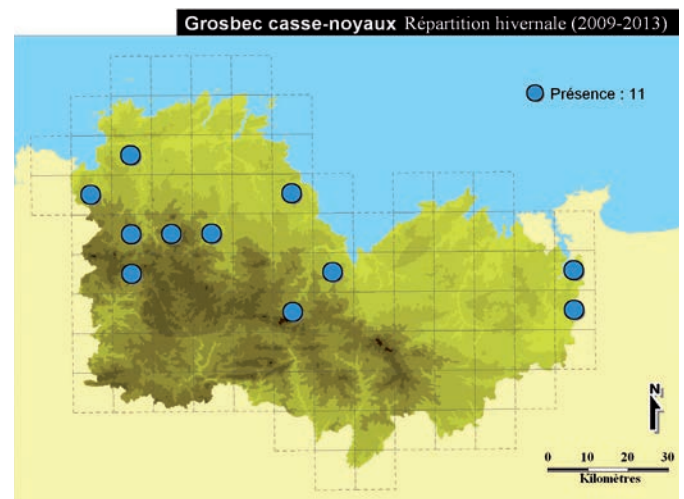 Grosbec casse-noyaux Répartition hivernale (2009-2013)
Présence : 11
N
0 10 20 30
Kilomètres